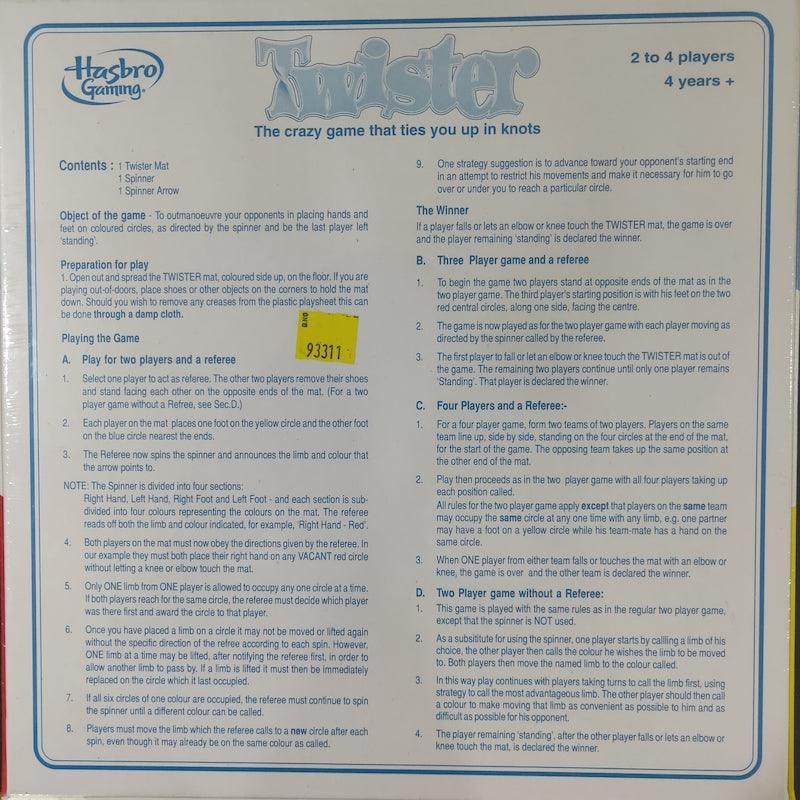 Hasbro
Gaming®
Twister
2 to 4 players
4 years +
The crazy game that ties you up in knots
Contents : 1 Twister Mat
1 Spinner
1 Spinner Arrow
Object of the game - To outmanoeuvre your opponents in placing hands and
feet on coloured circles, as directed by the spinner and be the last player left
'standing'.
Preparation for play
1. Open out and spread the TWISTER mat, coloured side up, on the floor. If you are
playing out-of-doors, place shoes or other objects on the corners to hold the mat
down. Should you wish to remove any creases from the plastic playsheet this can
be done through a damp cloth.
D.NO
93311
Playing the Game
A. Play for two players and a referee
1. Select one player to act as referee. The other two players remove their shoes
and stand facing each other on the opposite ends of the mat. (For a two
player game without a Refree, see Sec.D.)
2. Each player on the mat places one foot on the yellow circle and the other foot
on the blue circle nearest the ends.
3. The Referee now spins the spinner and announces the limb and colour that
the arrow points to.
NOTE: The Spinner is divided into four sections:
Right Hand, Left Hand, Right Foot and Left Foot - and each section is sub-
divided into four colours representing the colours on the mat. The referee
reads off both the limb and colour indicated, for example, 'Right Hand - Red'.
4. Both players on the mat must now obey the directions given by the referee. In
our example they must both place their right hand on any VACANT red circle
without letting a knee or elbow touch the mat.
5. Only ONE limb from ONE player is allowed to occupy any one circle at a time.
If both players reach for the same circle, the referee must decide which player
was there first and award the circle to that player.
6. Once you have placed a limb on a circle it may not be moved or lifted again
without the specific direction of the refree according to each spin. However,
ONE limb at a time may be lifted, after notifying the referee first, in order to
allow another limb to pass by. If a limb is lifted it must then be immediately
replaced on the circle which it last occupied.
7. If all six circles of one colour are occupied, the referee must continue to spin
the spinner until a different colour can be called.
8. Players must move the limb which the referee calls to a new circle after each
spin, even though it may already be on the same colour as called.
9. One strategy suggestion is to advance toward your opponent's starting end
in an attempt to restrict his movements and make it necessary for him to go
over or under you to reach a particular circle.
The Winner
If a player falls or lets an elbow or knee touch the TWISTER mat, the game is over
and the player remaining 'standing' is declared the winner.
B. Three Player game and a referee
1. To begin the game two players stand at opposite ends of the mat as in the
two player game. The third player's starting position is with his feet on the two
red central circles, along one side, facing the centre.
2. The game is now played as for the two player game with each player moving as
directed by the spinner called by the referee.
3. The first player to fall or let an elbow or knee touch the TWISTER mat is out of
the game. The remaining two players continue until only one player remains
'Standing'. That player is declared the winner.
C. Four Players and a Referee:-
1. For a four player game, form two teams of two players. Players on the same
team line up, side by side, standing on the four circles at the end of the mat,
for the start of the game. The opposing team takes up the same position at
the other end of the mat.
2. Play then proceeds as in the two player game with all four players taking up
each position called.
All rules for the two player game apply except that players on the same team
may occupy the same circle at any one time with any limb, e.g. one partner
may have a foot on a yellow circle while his team-mate has a hand on the
same circle.
3. When ONE player from either team falls or touches the mat with an elbow or
knee, the game is over and the other team is declared the winner.
D. Two Player game without a Referee:
1. This game is played with the same rules as in the regular two player game,
except that the spinner is NOT used.
2. As a subsititute for using the spinner, one player starts by callling a limb of his
choice, the other player then calls the colour he wishes the limb to be moved
to. Both players then move the named limb to the colour called.
3. In this way play continues with players taking turns to call the limb first, using
strategy to call the most advantageous limb. The other player should then call
a colour to make moving that limb as convenient as possible to him and as
difficult as possible for his opponent.
4. The player remaining 'standing', after the other player falls or lets an elbow or
knee touch the mat, is declared the winner.